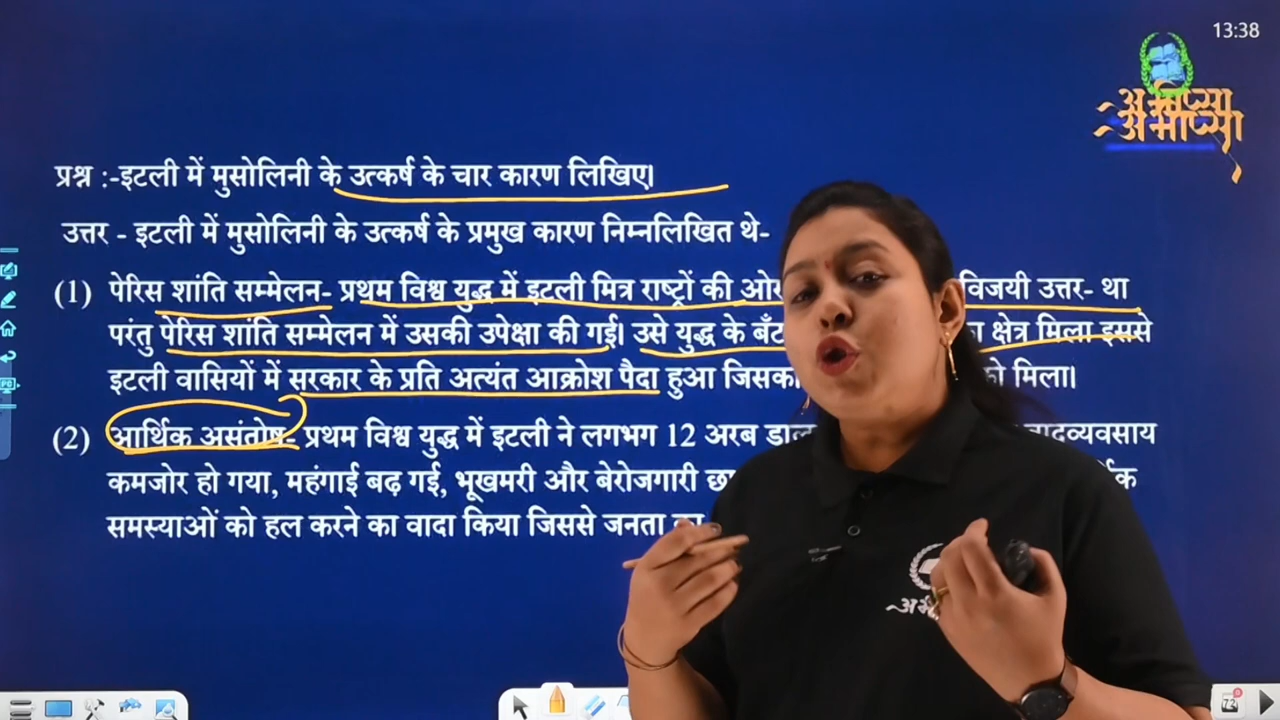 13:38
अभीप्सा
प्रश्न :-इटली में मुसोलिनी के उत्कर्ष के चार कारण लिखिए।
उत्तर - इटली में मुसोलिनी के उत्कर्ष के प्रमुख कारण निम्नलिखित थे-
(1) पेरिस शांति सम्मेलन- प्रथम विश्व युद्ध में इटली मित्र राष्ट्रों की ओर विजयी उत्तर- था
परंतु पेरिस शांति सम्मेलन में उसकी उपेक्षा की गई। उसे युद्ध के क्षेत्र मिला इससे
इटली वासियों में सरकार के प्रति अत्यंत आक्रोश पैदा हुआ मिला।
(2) आर्थिक असंतोष- प्रथम विश्व युद्ध में इटली ने लगभग 12 अरब
कमजोर हो गया, महंगाई बढ़ गई, भूखमरी और बेरोजगारी
समस्याओं को हल करने का वादा किया जिससे जनता